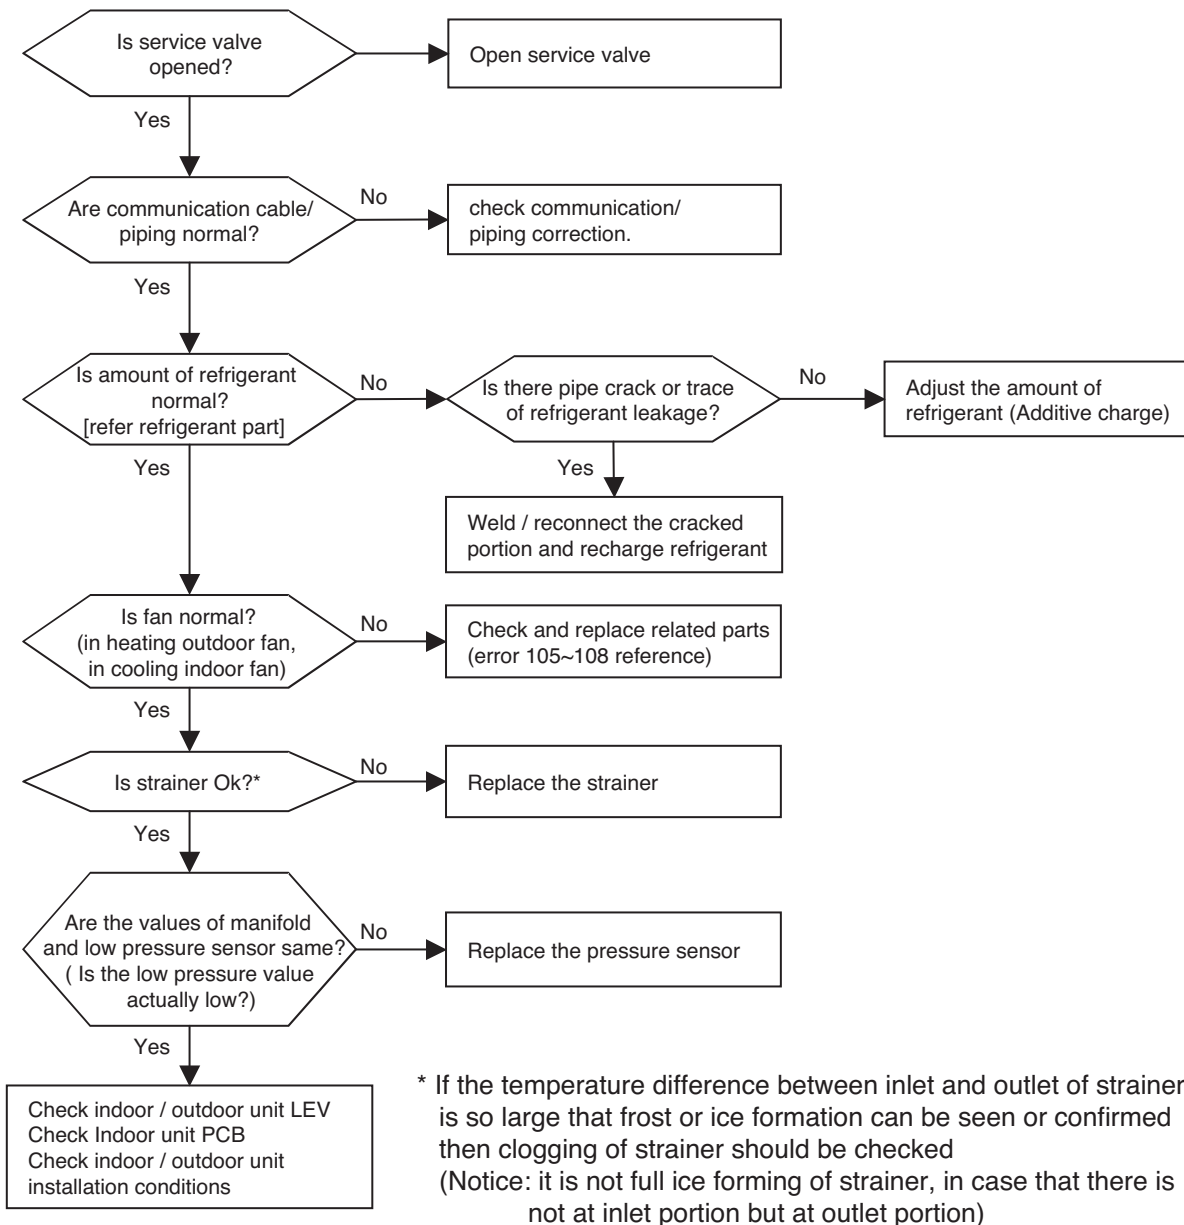 Is service valve
opened?
Open service valve
Yes
Are communication cable/
piping normal?
No
check communication/
piping correction.
Yes
Is amount of refrigerant
normal?
[refer refrigerant part]
No
Is there pipe crack or trace
of refrigerant leakage?
No
Adjust the amount of
refrigerant (Additive charge)
Yes
Yes
Weld / reconnect the cracked
portion and recharge refrigerant
Is fan normal?
(in heating outdoor fan,
in cooling indoor fan)
No
Check and replace related parts
(error 105~108 reference)
Yes
Is strainer Ok?*
No
Replace the strainer
Yes
Are the values of manifold
and low pressure sensor same?
( Is the low pressure value
actually low?)
No
Replace the pressure sensor
Yes
Check indoor / outdoor unit LEV
Check Indoor unit PCB
Check indoor / outdoor unit
installation conditions
* If the temperature difference between inlet and outlet of strainer
is so large that frost or ice formation can be seen or confirmed
then clogging of strainer should be checked
(Notice: it is not full ice forming of strainer, in case that there is
not at inlet portion but at outlet portion)